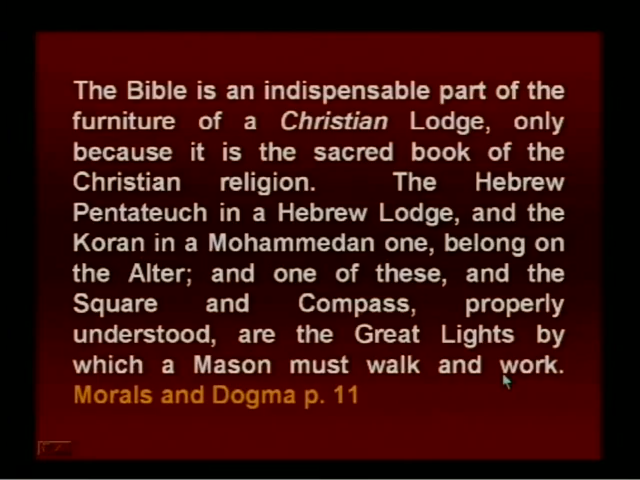 The Bible is an indispensable part of the
furniture of a Christian Lodge, only
because it is the sacred book of the
Christian religion. The Hebrew
Pentateuch in a Hebrew Lodge, and the
Koran in a Mohammedan one, belong on
the Alter; and one of these, and the
Square and Compass, properly
understood, are the Great Lights by
which a Mason must walk and work.
Morals and Dogma p. 11